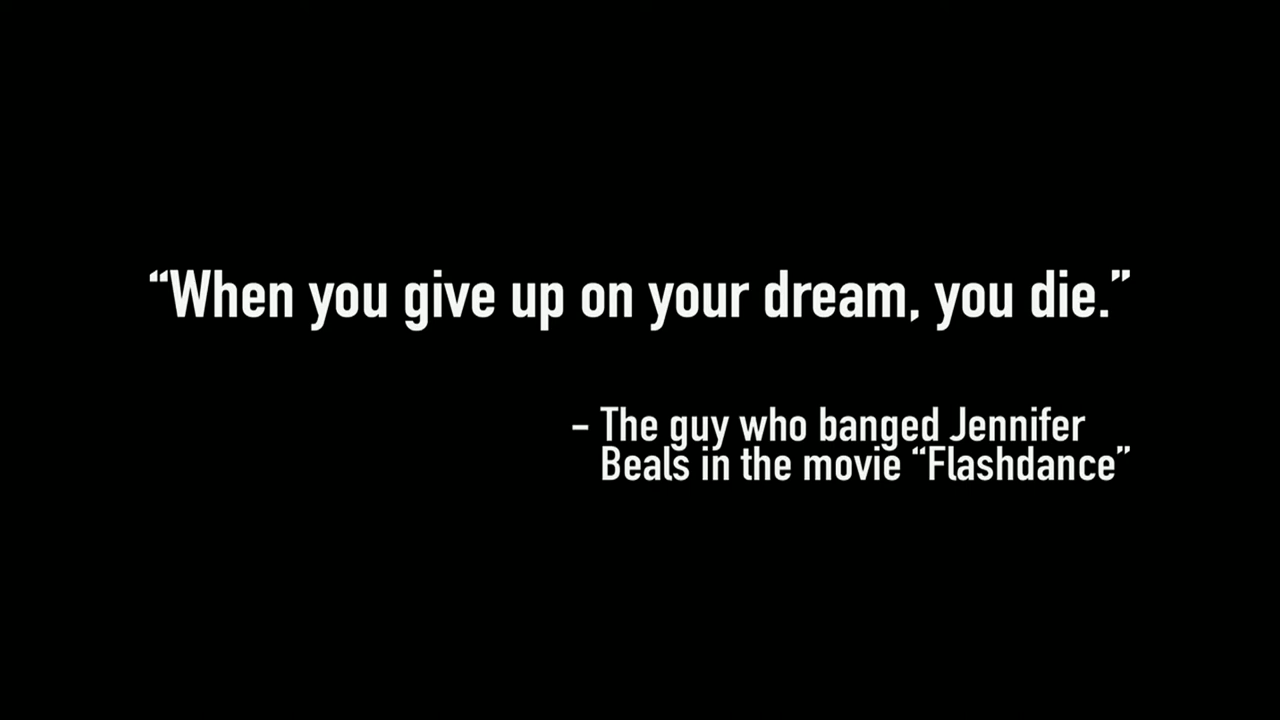 “When you give up on your dream, you die.”
– The guy who banged Jennifer
Beals in the movie “Flashdance”